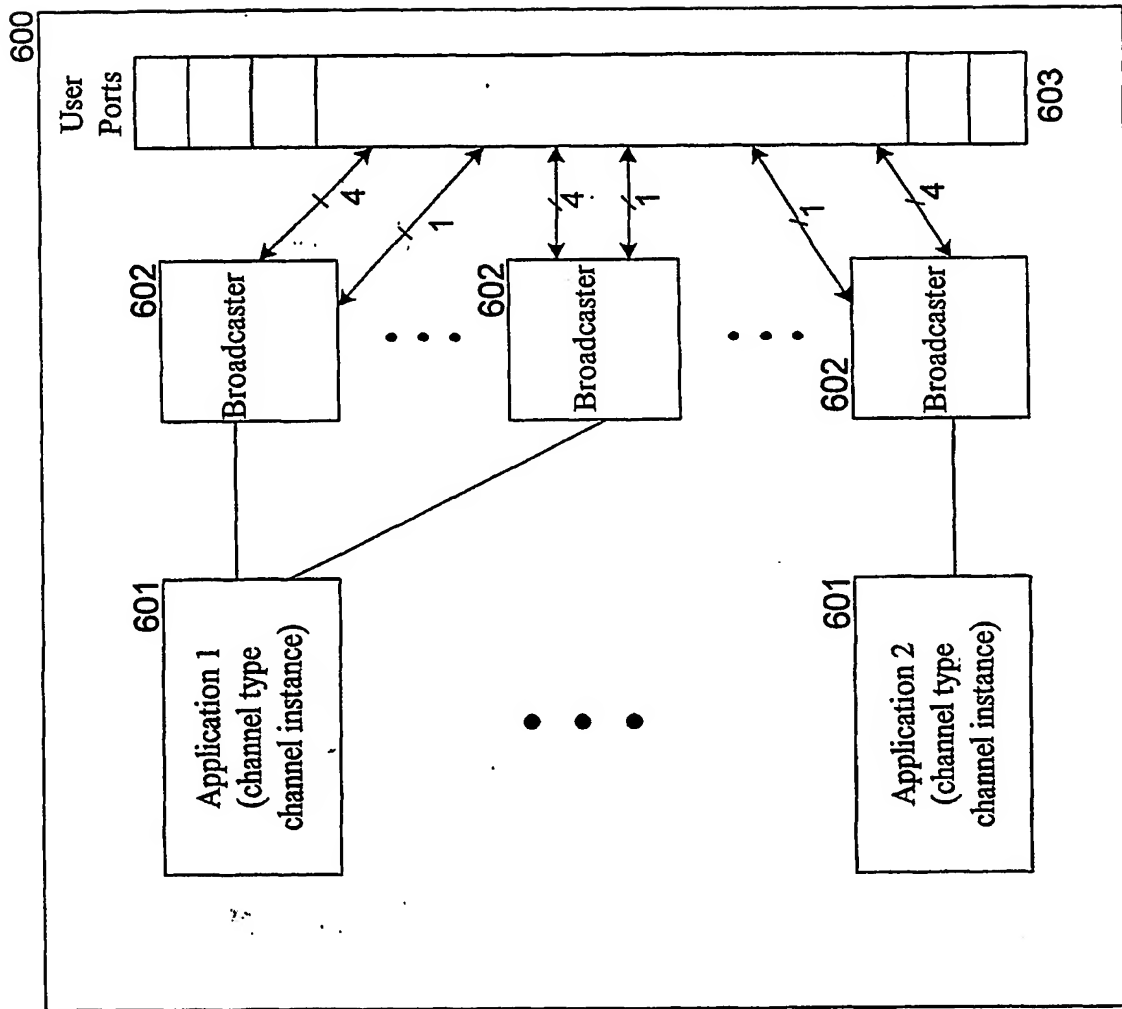 600
User
Ports
603
4
1
4
1
1
4
602
Broadcaster
602
Broadcaster
602
Broadcaster
601
Application 1
(channel type
channel instance)
601
Application 2
(channel type
channel instance)